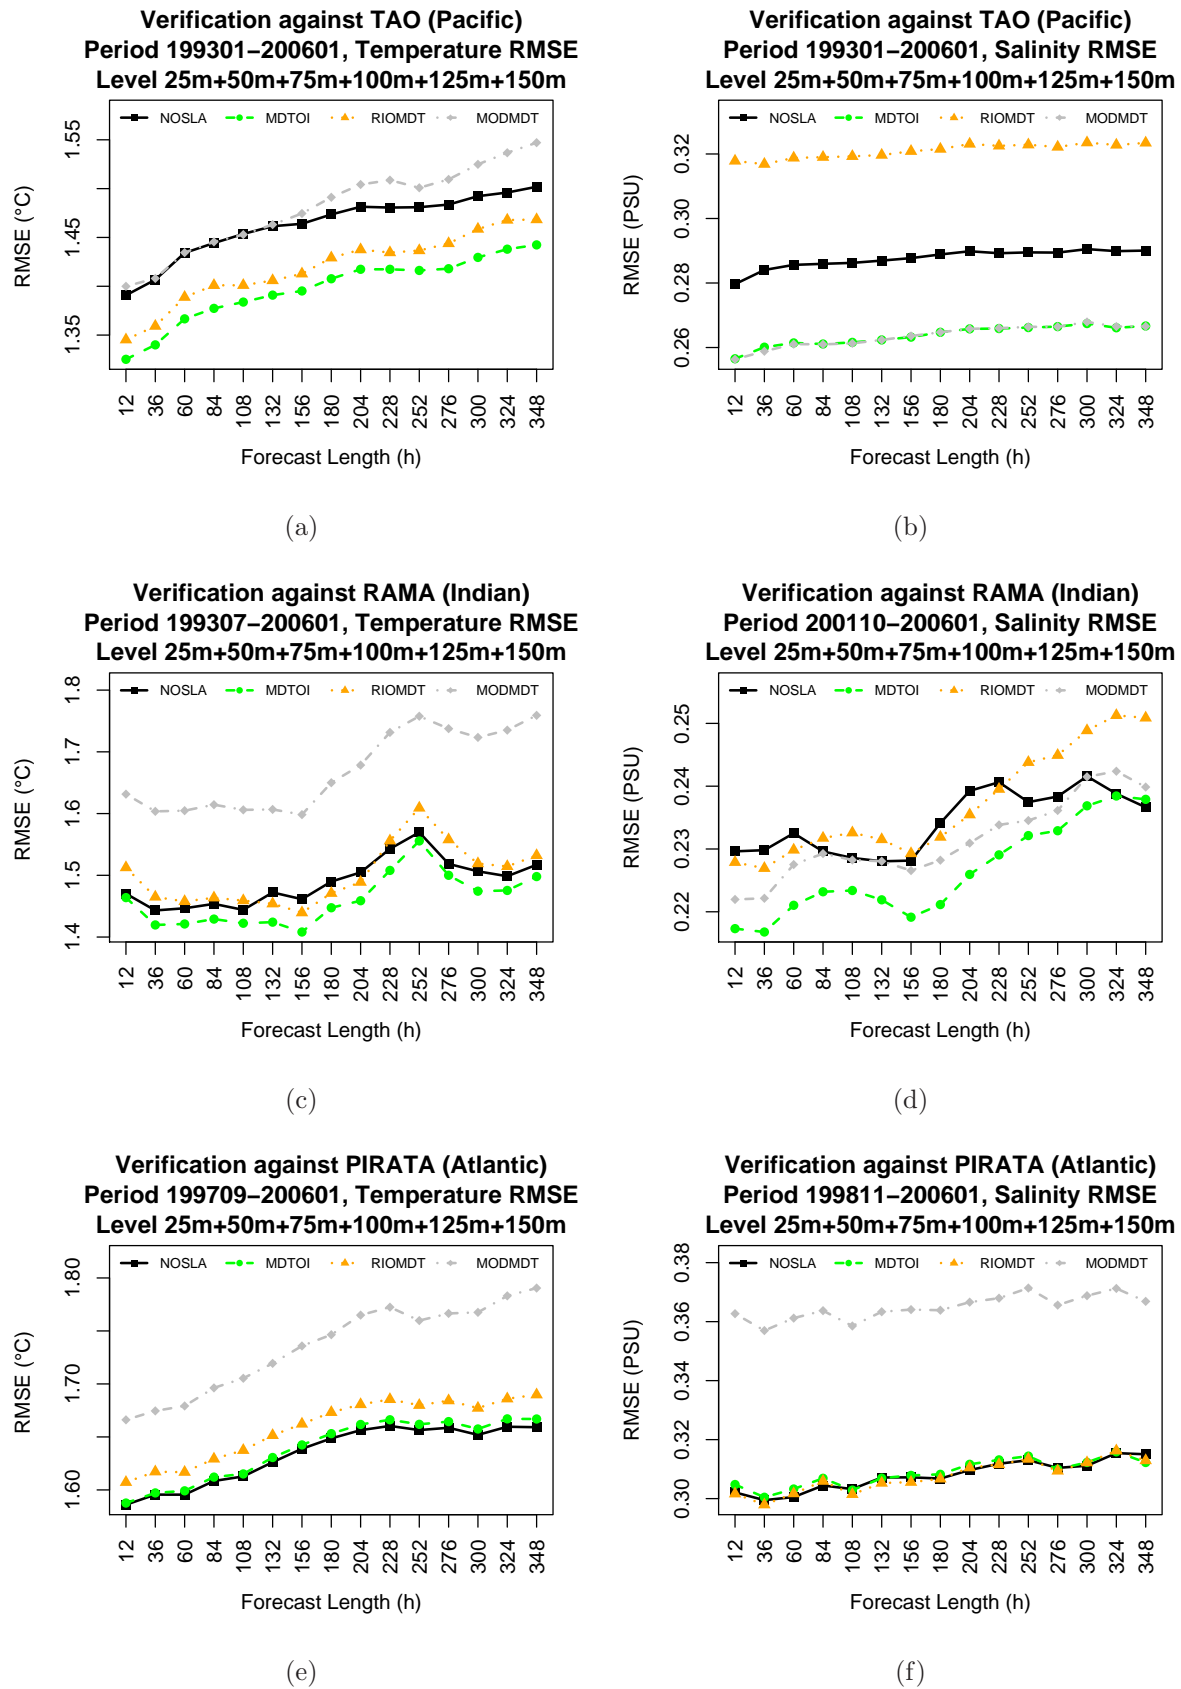 Verification against TAO (Pacific)
Period 199301−200601, Temperature RMSE
Level 25m+50m+75m+100m+125m+150m
NOSLA MDTOI RIOMDT MODMDT
RMSE (°C)
1.55
1.45
1.35
12 36 60 84 108 132 156 180 204 228 252 276 300 324 348
Forecast Length (h)
(a)
Verification against TAO (Pacific)
Period 199301−200601, Salinity RMSE
Level 25m+50m+75m+100m+125m+150m
NOSLA MDTOI RIOMDT MODMDT
RMSE (PSU)
0.32
0.30
0.28
0.26
12 36 60 84 108 132 156 180 204 228 252 276 300 324 348
Forecast Length (h)
(b)
Verification against RAMA (Indian)
Period 199307−200601, Temperature RMSE
Level 25m+50m+75m+100m+125m+150m
NOSLA MDTOI RIOMDT MODMDT
RMSE (°C)
1.8
1.7
1.6
1.5
1.4
12 36 60 84 108 132 156 180 204 228 252 276 300 324 348
Forecast Length (h)
(c)
Verification against RAMA (Indian)
Period 200110−200601, Salinity RMSE
Level 25m+50m+75m+100m+125m+150m
NOSLA MDTOI RIOMDT MODMDT
RMSE (PSU)
0.25
0.24
0.23
0.22
12 36 60 84 108 132 156 180 204 228 252 276 300 324 348
Forecast Length (h)
(d)
Verification against PIRATA (Atlantic)
Period 199709−200601, Temperature RMSE
Level 25m+50m+75m+100m+125m+150m
NOSLA MDTOI RIOMDT MODMDT
RMSE (°C)
1.80
1.70
1.60
12 36 60 84 108 132 156 180 204 228 252 276 300 324 348
Forecast Length (h)
(e)
Verification against PIRATA (Atlantic)
Period 199811−200601, Salinity RMSE
Level 25m+50m+75m+100m+125m+150m
NOSLA MDTOI RIOMDT MODMDT
RMSE (PSU)
0.38
0.36
0.34
0.32
0.30
12 36 60 84 108 132 156 180 204 228 252 276 300 324 348
Forecast Length (h)
(f)